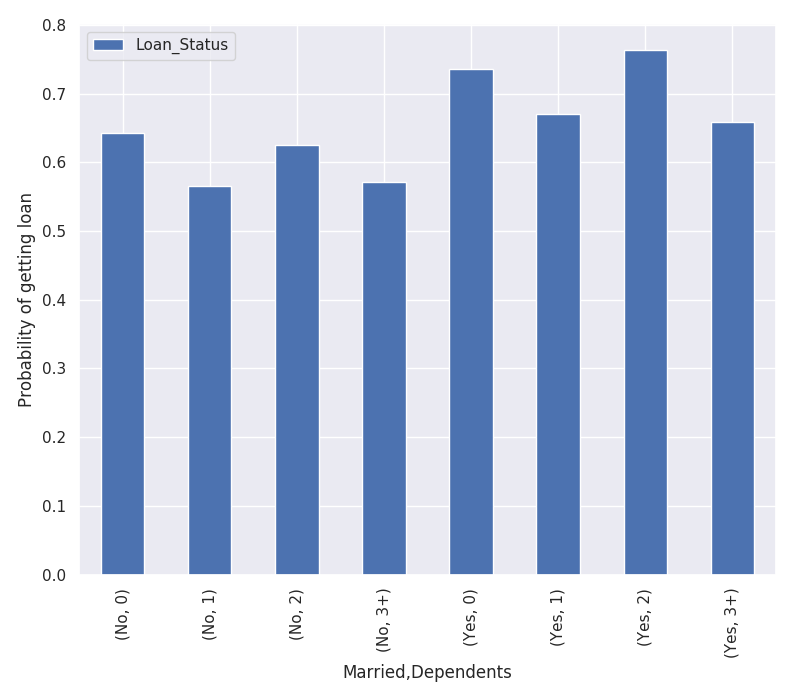 Loan_Status
0.8
0.7
0.6
0.5
0.4
0.3
0.2
0.1
0.0
Probability of getting loan
(No, 0)
(No, 1)
(No, 2)
(No, 3+)
(Yes, 0)
(Yes, 1)
(Yes, 2)
(Yes, 3+)
Married,Dependents